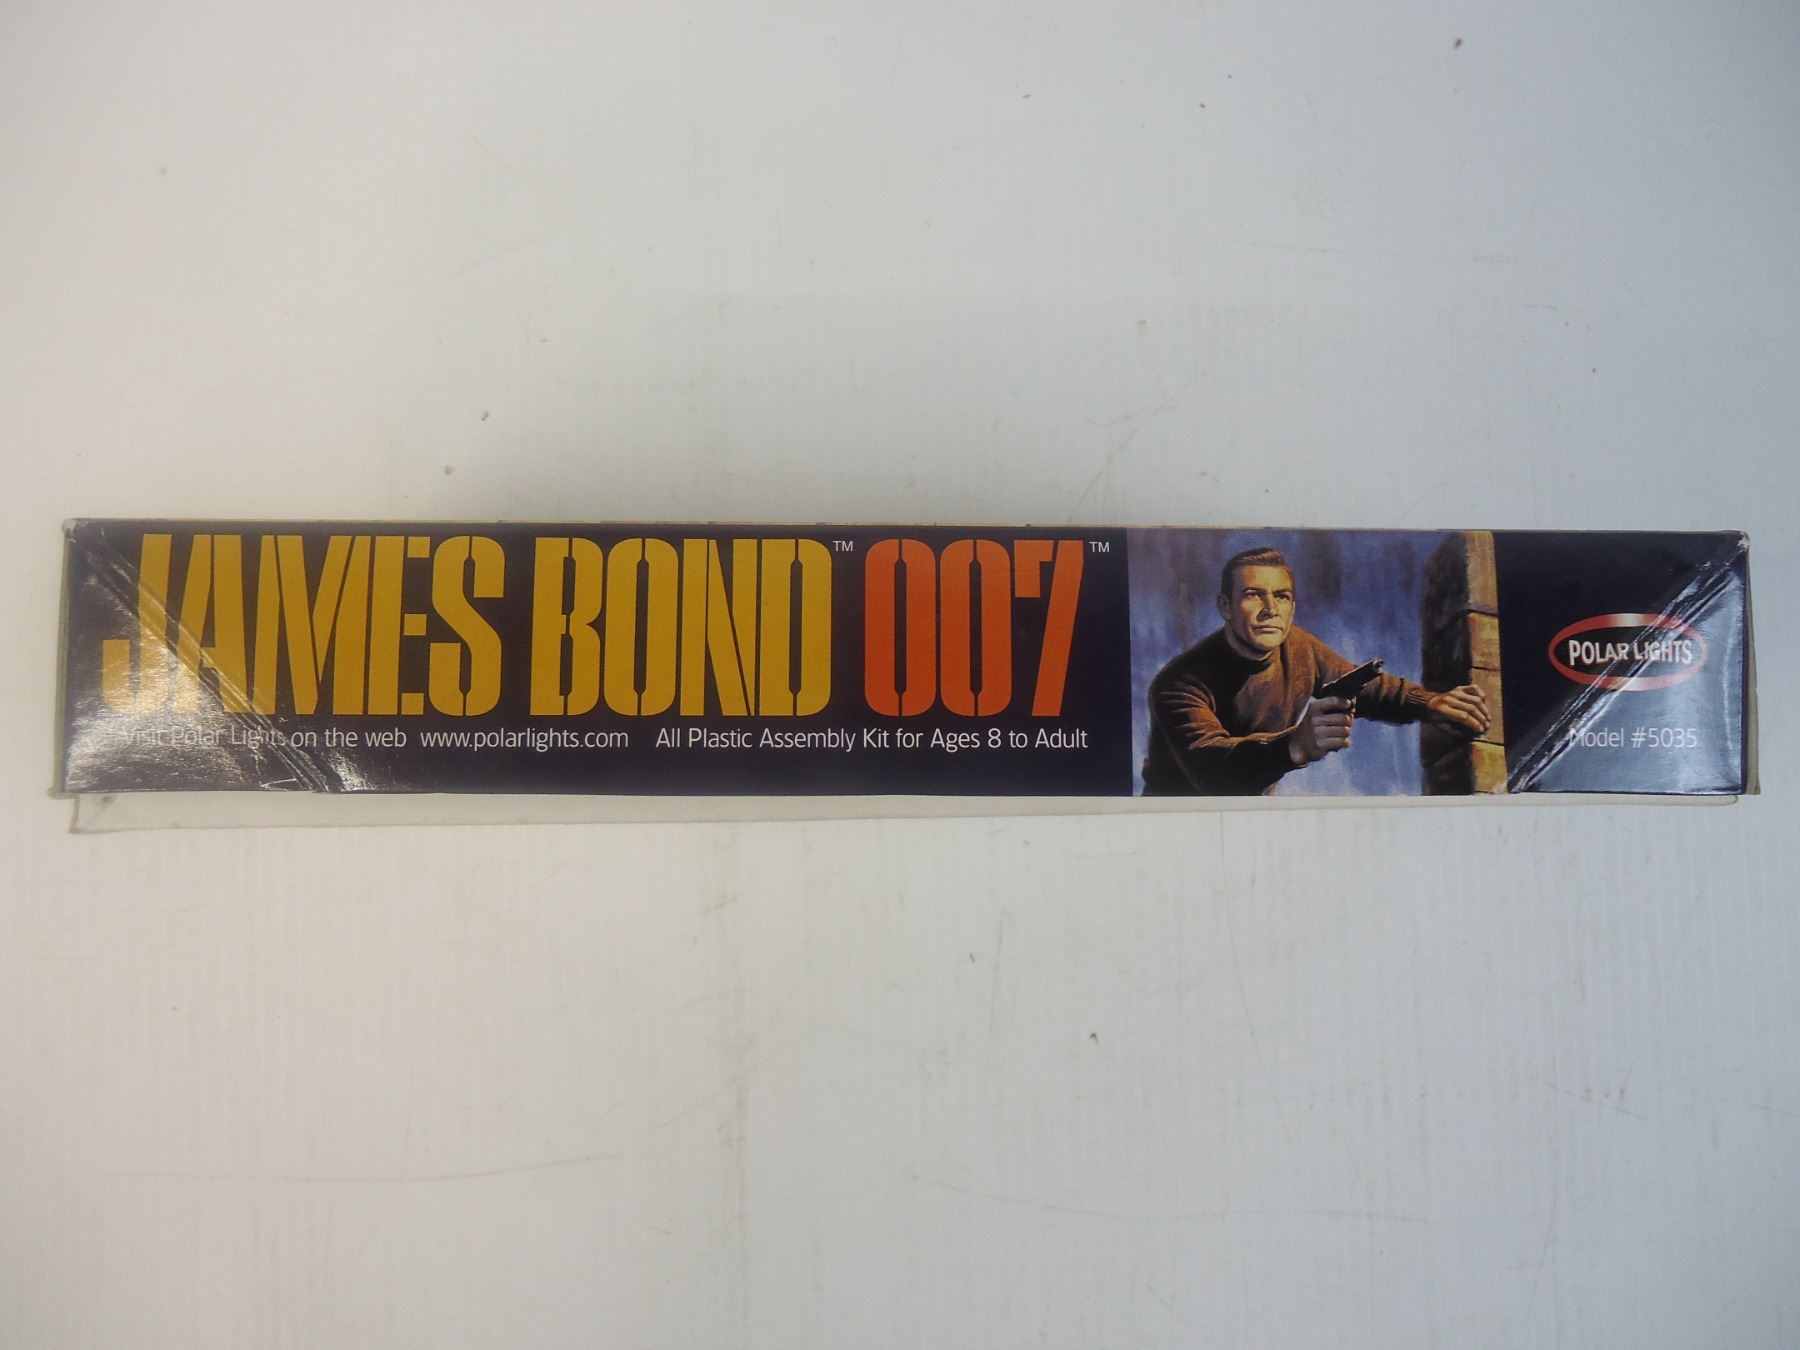 JAMES BOND™ 007™
Visit Polar Lights on the web www.polarlights.com All Plastic Assembly Kit for Ages 8 to Adult
POLAR LIGHTS
Model #5035